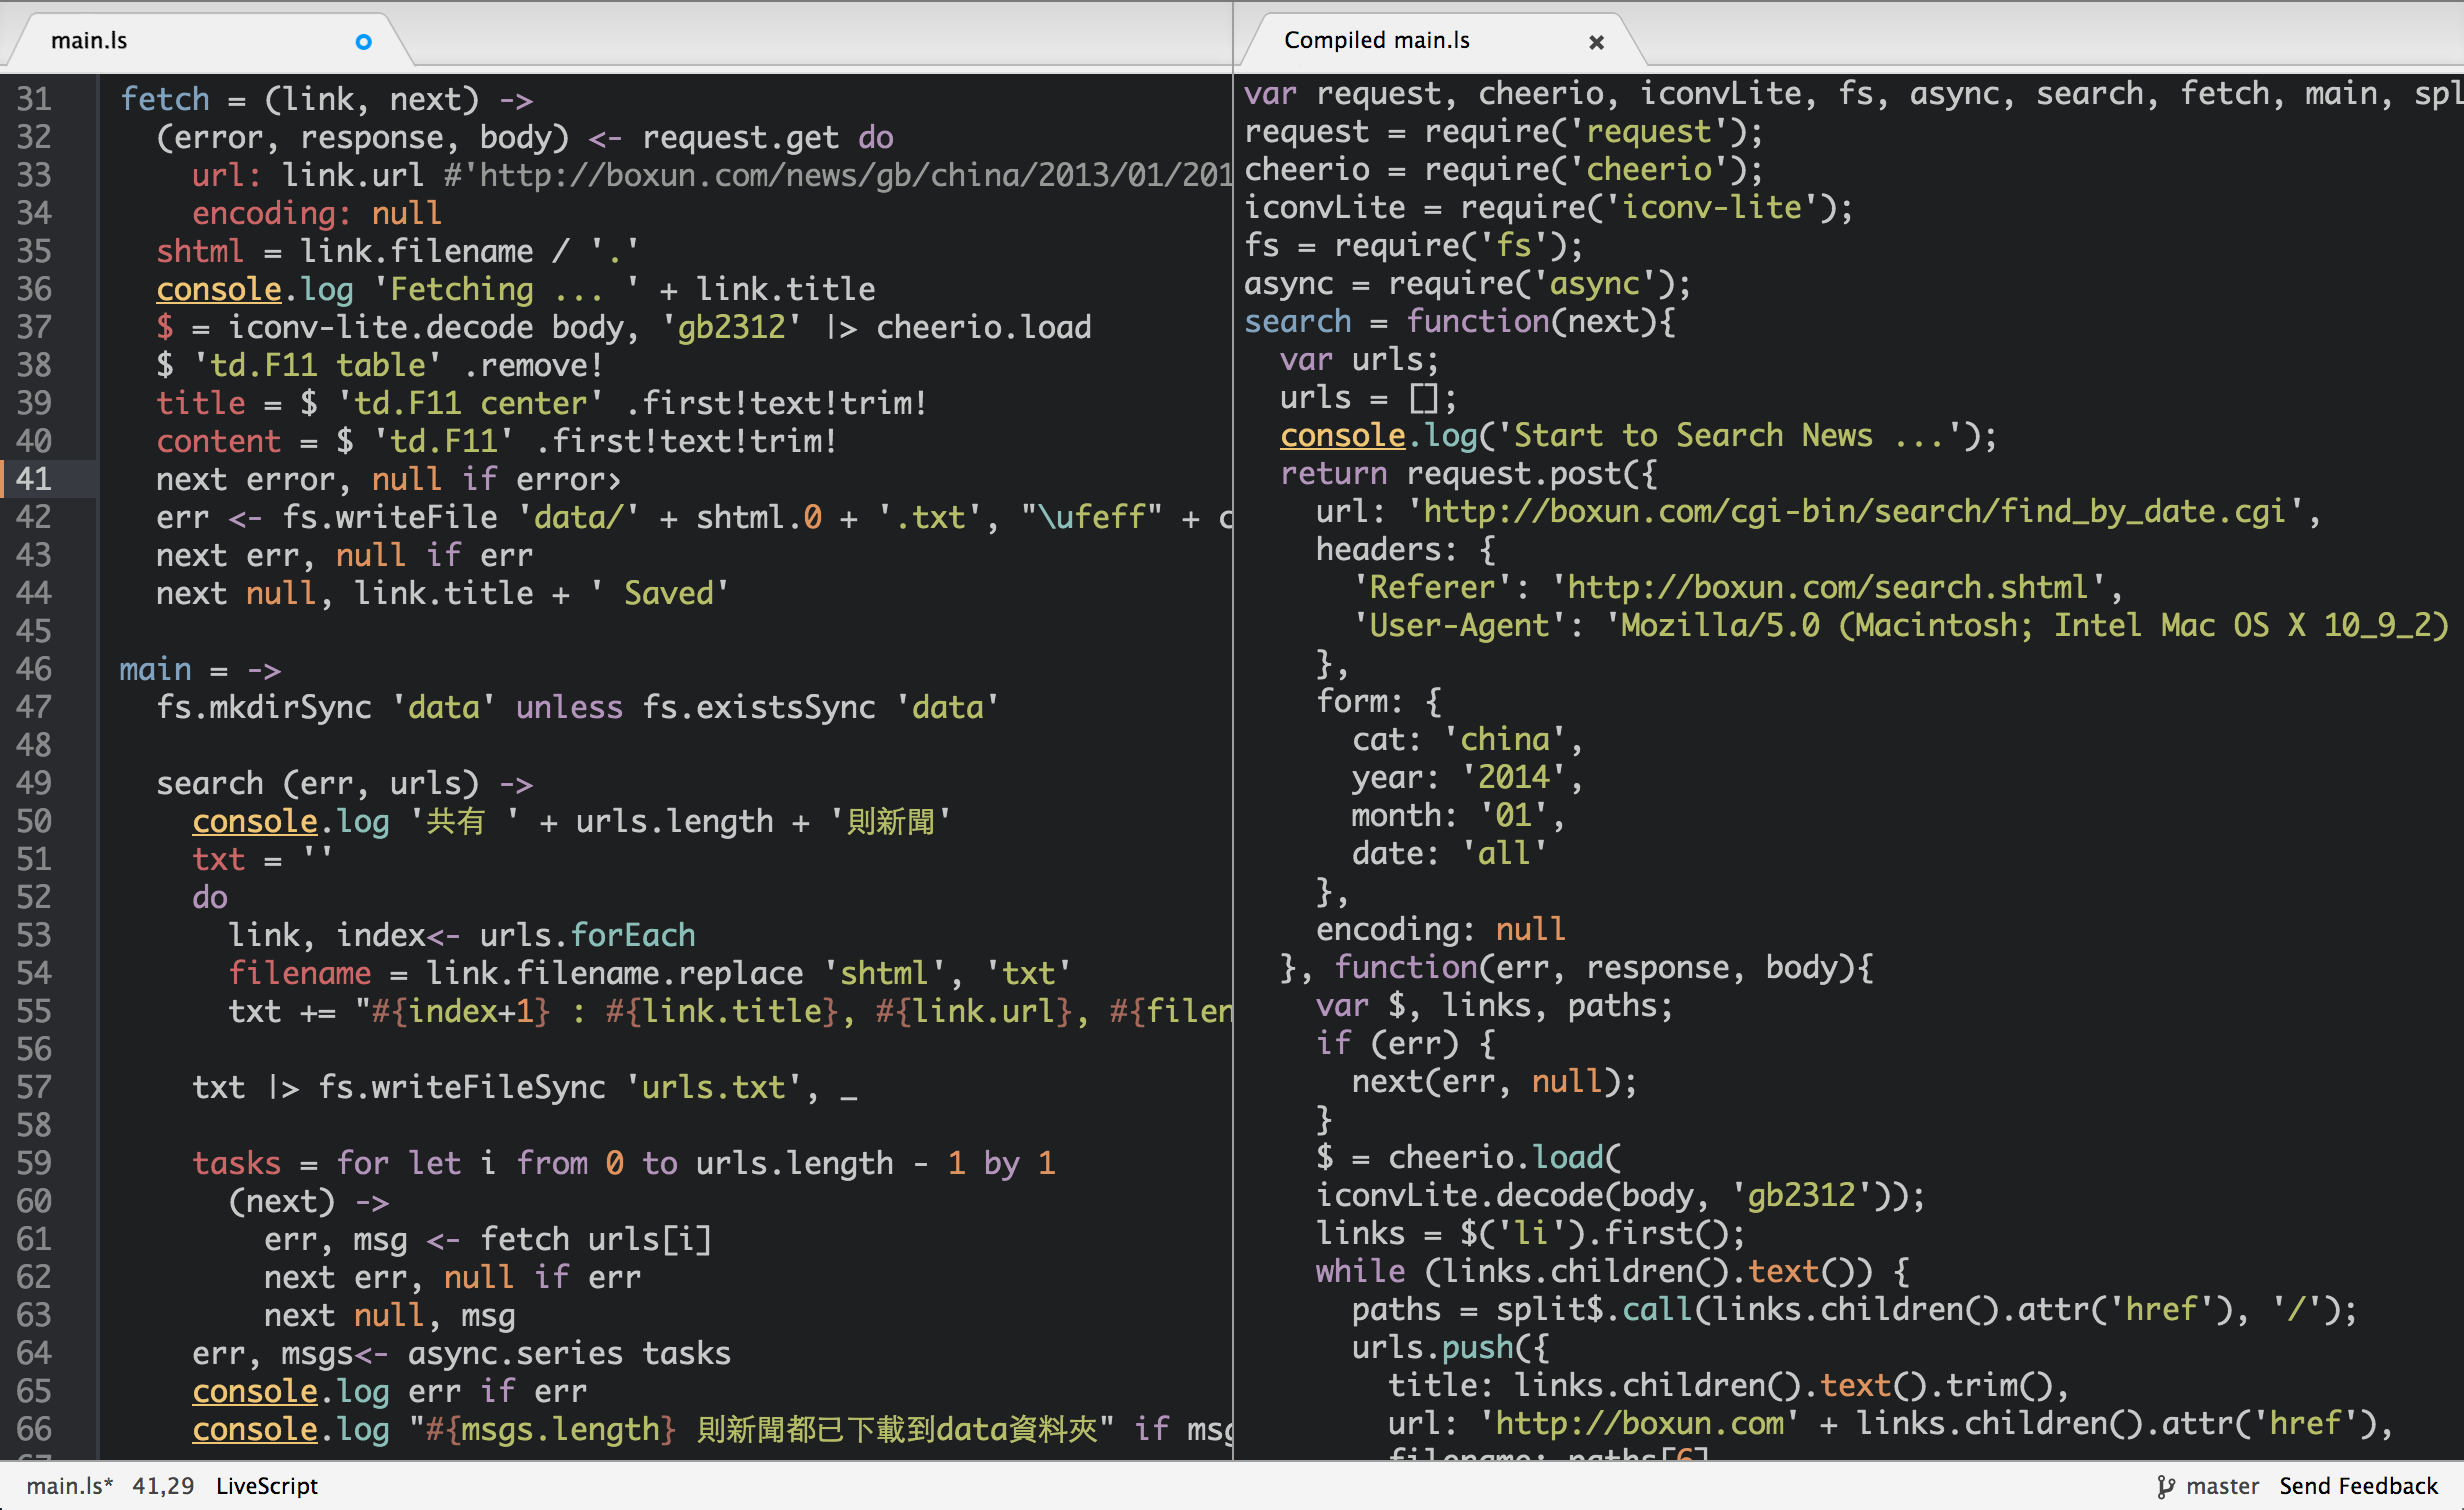 main.ls
31 fetch = (link, next) ->
32 (error, response, body) <- request.get do
33 url: link.url #'http://boxun.com/news/gb/china/2013/01/201
34 encoding: null
35 shtml = link.filename / '.'
36 console.log 'Fetching ... ' + link.title
37 $ = iconv-lite.decode body, 'gb2312' |> cheerio.load
38 $ 'td.F11 table' .remove!
39 title = $ 'td.F11 center' .first!text!trim!
40 content = $ 'td.F11' .first!text!trim!
41 next error, null if error>
42 err <- fs.writeFile 'data/' + shtml.0 + '.txt', "\ufeff" + c
43 next err, null if err
44 next null, link.title + ' Saved'
45
46 main = ->
47 fs.mkdirSync 'data' unless fs.existsSync 'data'
48
49 search (err, urls) ->
50 console.log '共有 ' + urls.length + '則新聞'
51 txt = ''
52 do
53 link, index<- urls.forEach
54 filename = link.filename.replace 'shtml', 'txt'
55 txt += "#{index+1} : #{link.title}, #{link.url}, #{filen
56
57 txt |> fs.writeFileSync 'urls.txt', _
58
59 tasks = for let i from 0 to urls.length - 1 by 1
60 (next) ->
61 err, msg <- fetch urls[i]
62 next err, null if err
63 next null, msg
64 err, msgs<- async.series tasks
65 console.log err if err
66 console.log "#{msgs.length} 則新聞都已下載到data資料夾" if msg
67
Compiled main.ls
var request, cheerio, iconvLite, fs, async, search, fetch, main, spl
request = require('request');
cheerio = require('cheerio');
iconvLite = require('iconv-lite');
fs = require('fs');
async = require('async');
search = function(next){
var urls;
urls = [];
console.log('Start to Search News ...');
return request.post({
url: 'http://boxun.com/cgi-bin/search/find_by_date.cgi',
headers: {
'Referer': 'http://boxun.com/search.shtml',
'User-Agent': 'Mozilla/5.0 (Macintosh; Intel Mac OS X 10_9_2)
},
form: {
cat: 'china',
year: '2014',
month: '01',
date: 'all'
},
encoding: null
}, function(err, response, body){
var $, links, paths;
if (err) {
next(err, null);
}
$ = cheerio.load(
iconvLite.decode(body, 'gb2312'));
links = $('li').first();
while (links.children().text()) {
paths = split$.call(links.children().attr('href'), '/');
urls.push({
title: links.children().text().trim(),
url: 'http://boxun.com' + links.children().attr('href'),
filename: paths[6]
main.ls* 41,29 LiveScript
master Send Feedback